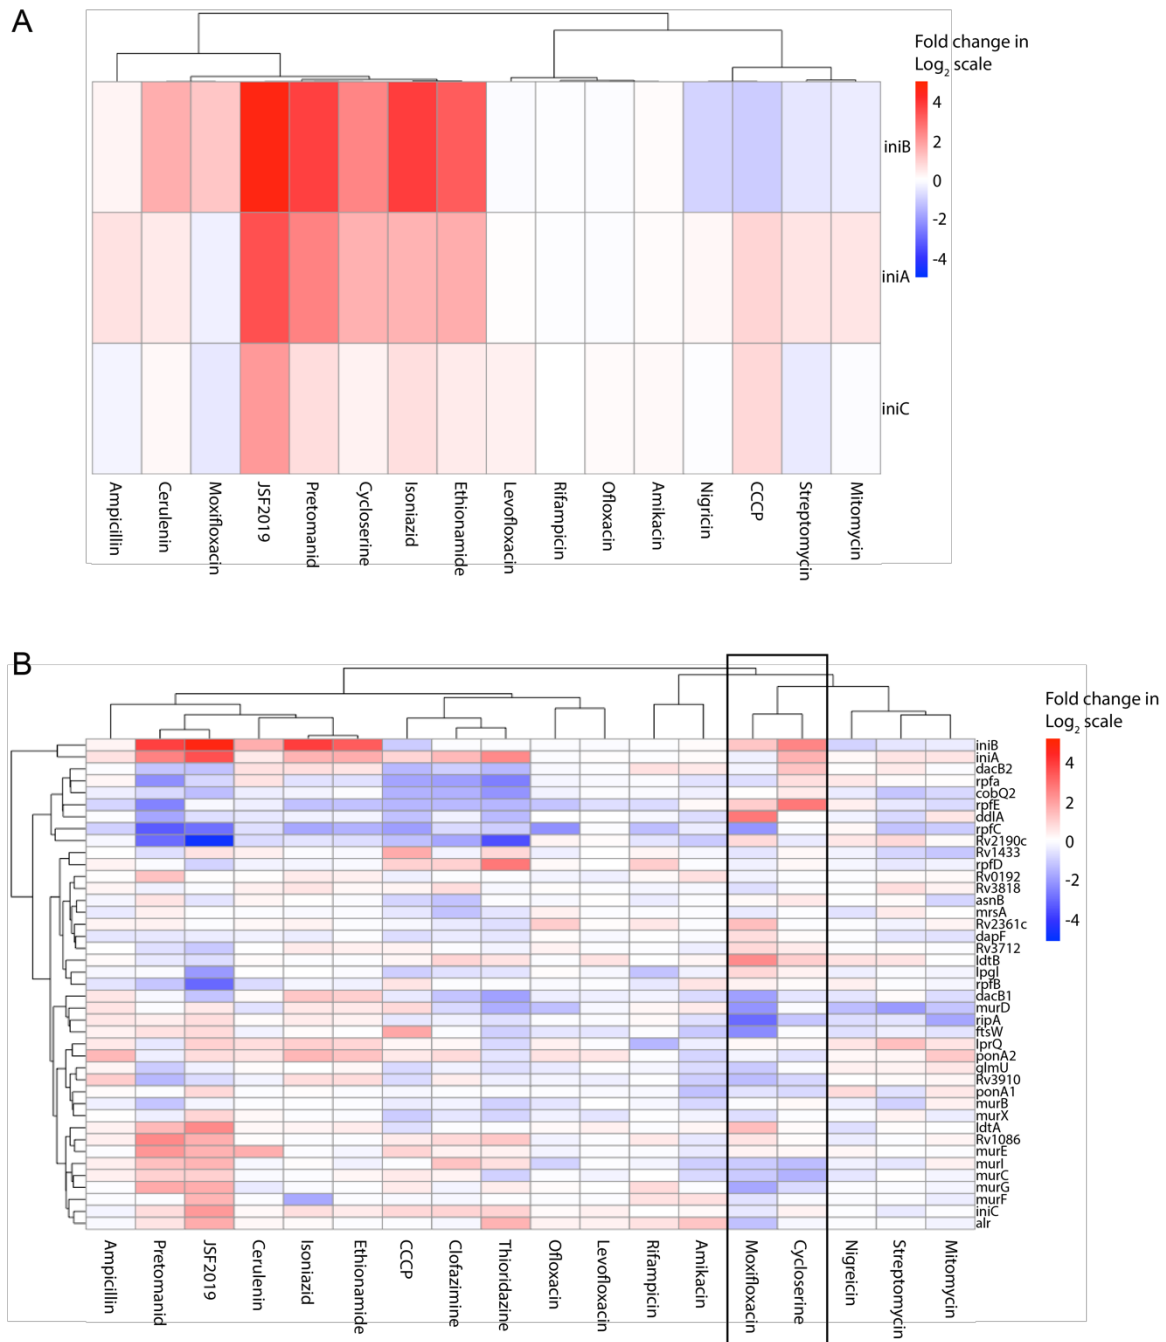 A
Fold change in
Log2 scale
4
2
0
-2
-4
iniB
iniA
iniC
Ampicillin
Cerulenin
Moxifloxacin
JSF2019
Pretomanid
Cycloserine
Isoniazid
Ethionamide
Levofloxacin
Rifampicin
Ofloxacin
Amikacin
Nigricin
CCCP
Streptomycin
Mitomycin
B
Fold change in
Log2 scale
4
2
0
-2
-4
iniB
iniA
dacB2
rpfa
cobQ2
rpfE
ddlA
rpfC
Rv2190c
Rv1433
rpfD
Rv0192
Rv3818
asnB
mrsA
Rv2361c
dapF
Rv3712
ldtB
lpgI
rpfB
dacB1
murD
ripA
ftsW
lprQ
ponA2
glmU
Rv3910
ponA1
murB
murX
ldtA
Rv1086
murE
murI
murC
murG
murF
iniC
alr
Ampicillin
Pretomanid
JSF2019
Cerulenin
Isoniazid
Ethionamide
CCCP
Clofazimine
Thioridazine
Ofloxacin
Levofloxacin
Rifampicin
Amikacin
Moxifloxacin
Cycloserine
Nigreicin
Streptomycin
Mitomycin